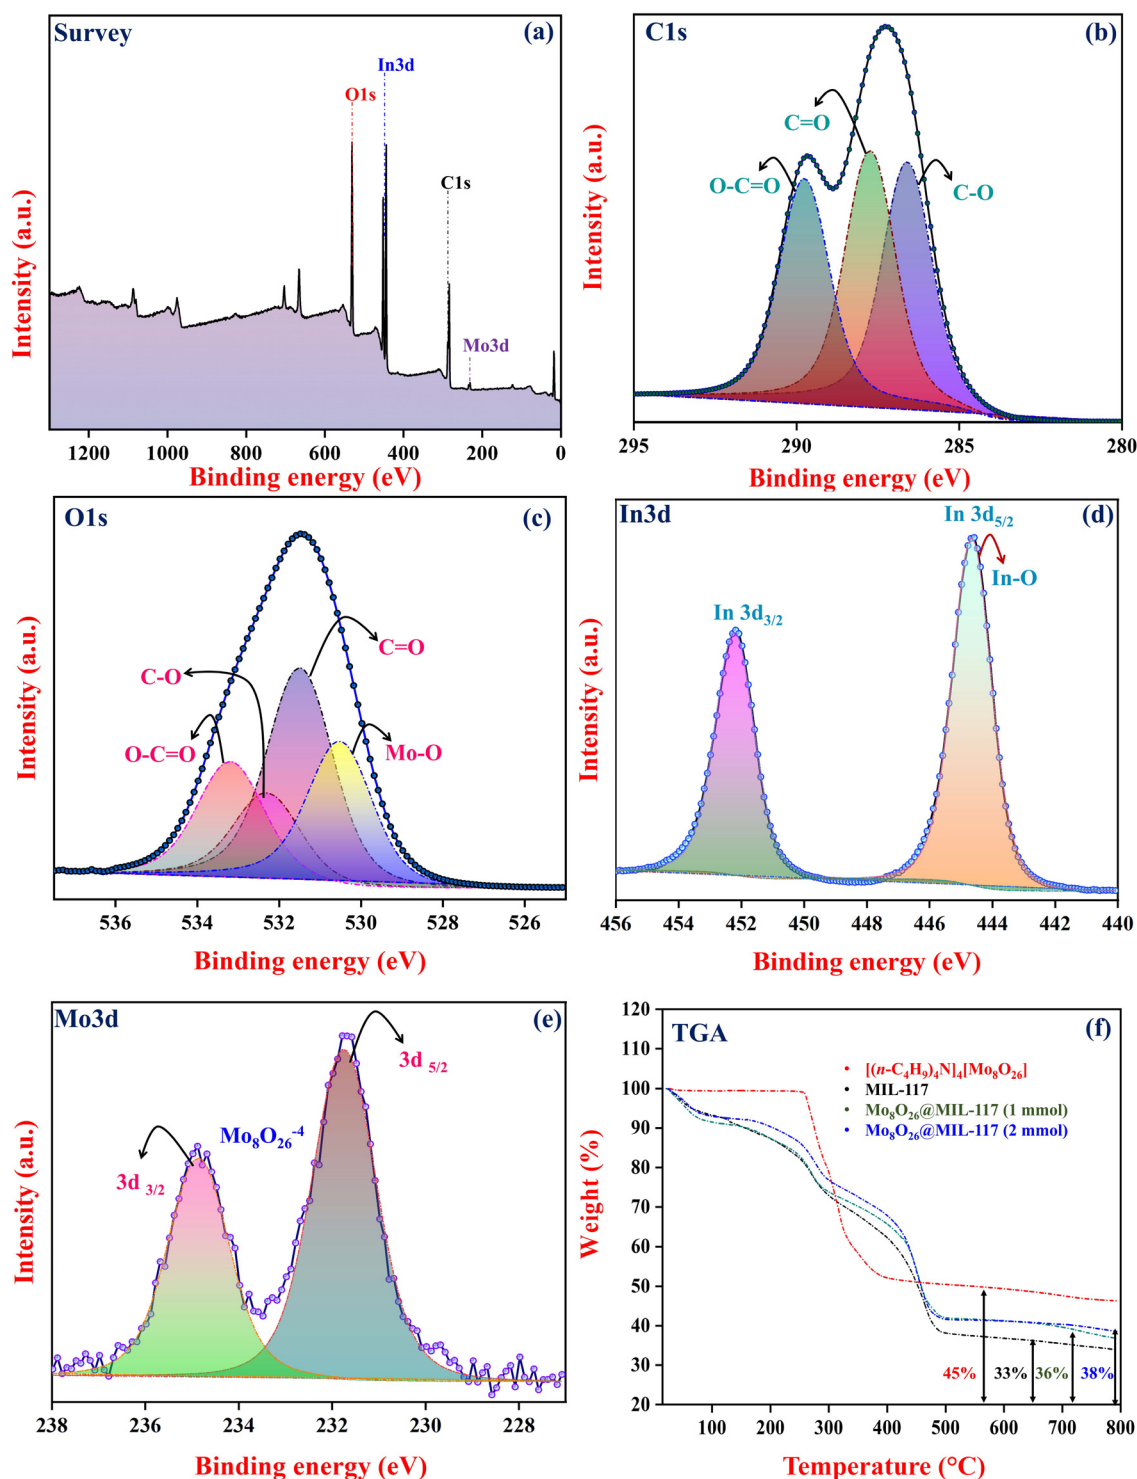 Survey
(a)
In3d
O1s
C1s
Mo3d
Intensity (a.u.)
1200 1000 800 600 400 200 0
Binding energy (eV)
C1s
(b)
C=O
O-C=O
C-O
Intensity (a.u.)
295 290 285 280
Binding energy (eV)
O1s
(c)
C=O
C-O
O-C=O
Mo-O
Intensity (a.u.)
536 534 532 530 528 526
Binding energy (eV)
In3d
In 3d5/2
(d)
In-O
In 3d3/2
Intensity (a.u.)
456 454 452 450 448 446 444 442 440
Binding energy (eV)
Mo3d
(e)
3d 5/2
Mo8O26-4
3d 3/2
Intensity (a.u.)
238 236 234 232 230 228
Binding energy (eV)
TGA
(f)
[(n-C4H9)4N]4[Mo8O26]
MIL-117
Mo8O26@MIL-117 (1 mmol)
Mo8O26@MIL-117 (2 mmol)
Weight (%)
120
110
100
90
80
70
60
50
40
30
20
45% 33% 36% 38%
100 200 300 400 500 600 700 800
Temperature (°C)